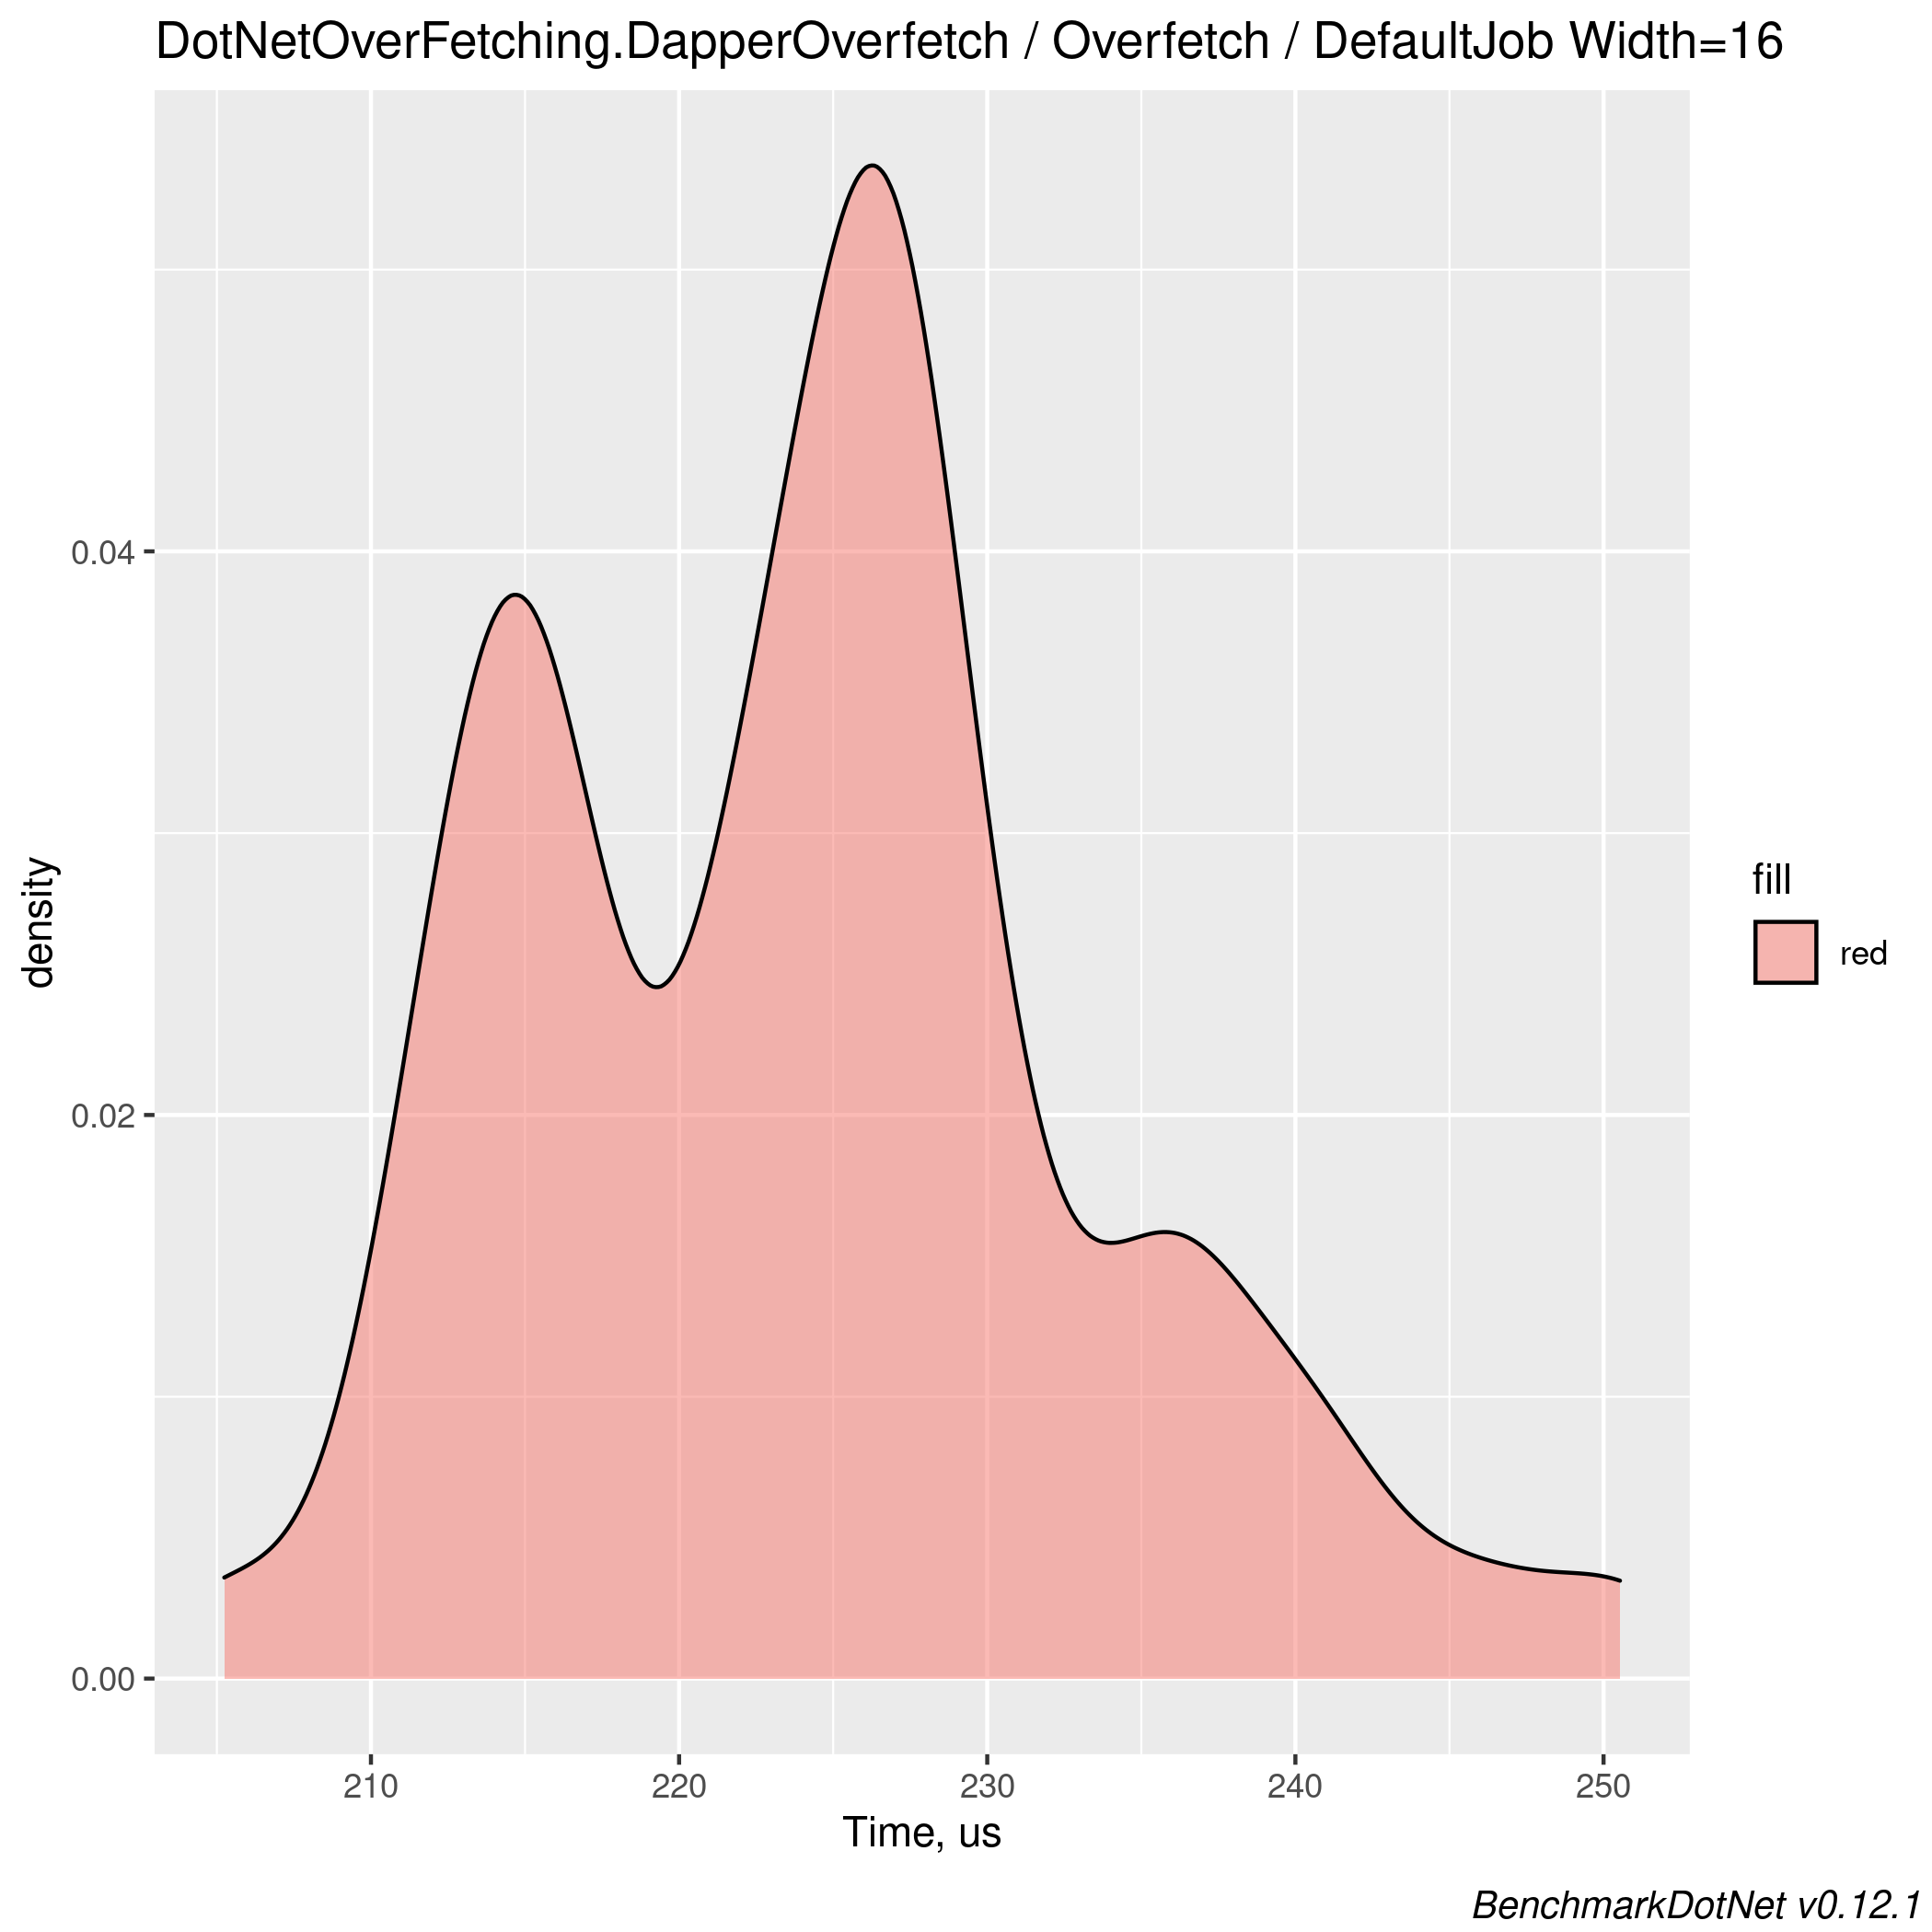 DotNetOverFetching.DapperOverfetch / Overfetch / DefaultJob Width=16
density
0.04
0.02
0.00
210 220 230 240 250
Time, us
fill
red
BenchmarkDotNet v0.12.1